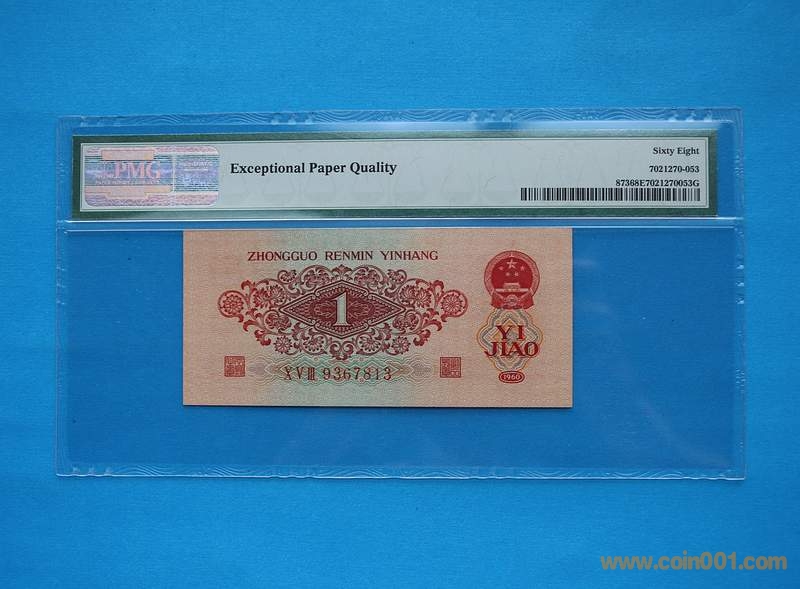 PMG
Exceptional Paper Quality
Sixty Eight
7021270-053
87368E7021270053G
ZHONGGUO RENMIN YINHANG
1
YI
JIAO
XVIII 9367813
1960
www.coin001.com